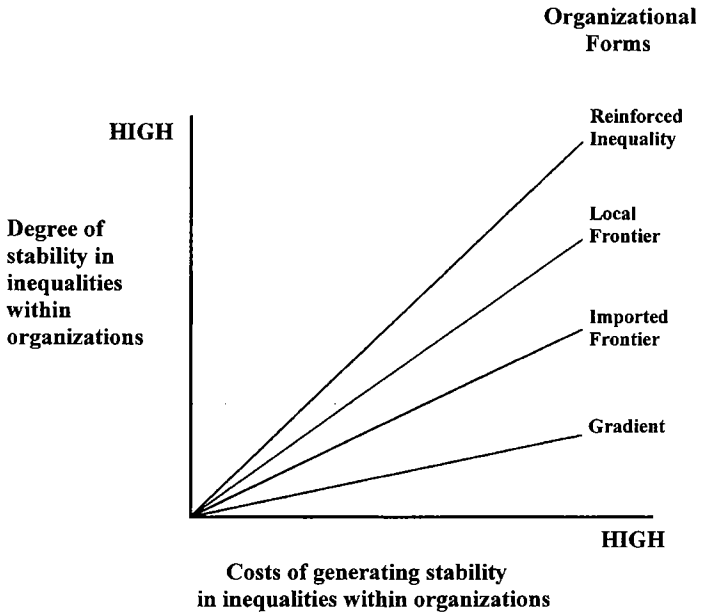 Organizational
Forms
HIGH
Reinforced
Inequality
Degree of
stability in
inequalities
within
organizations
Local
Frontier
Imported
Frontier
Gradient
HIGH
Costs of generating stability
in inequalities within organizations